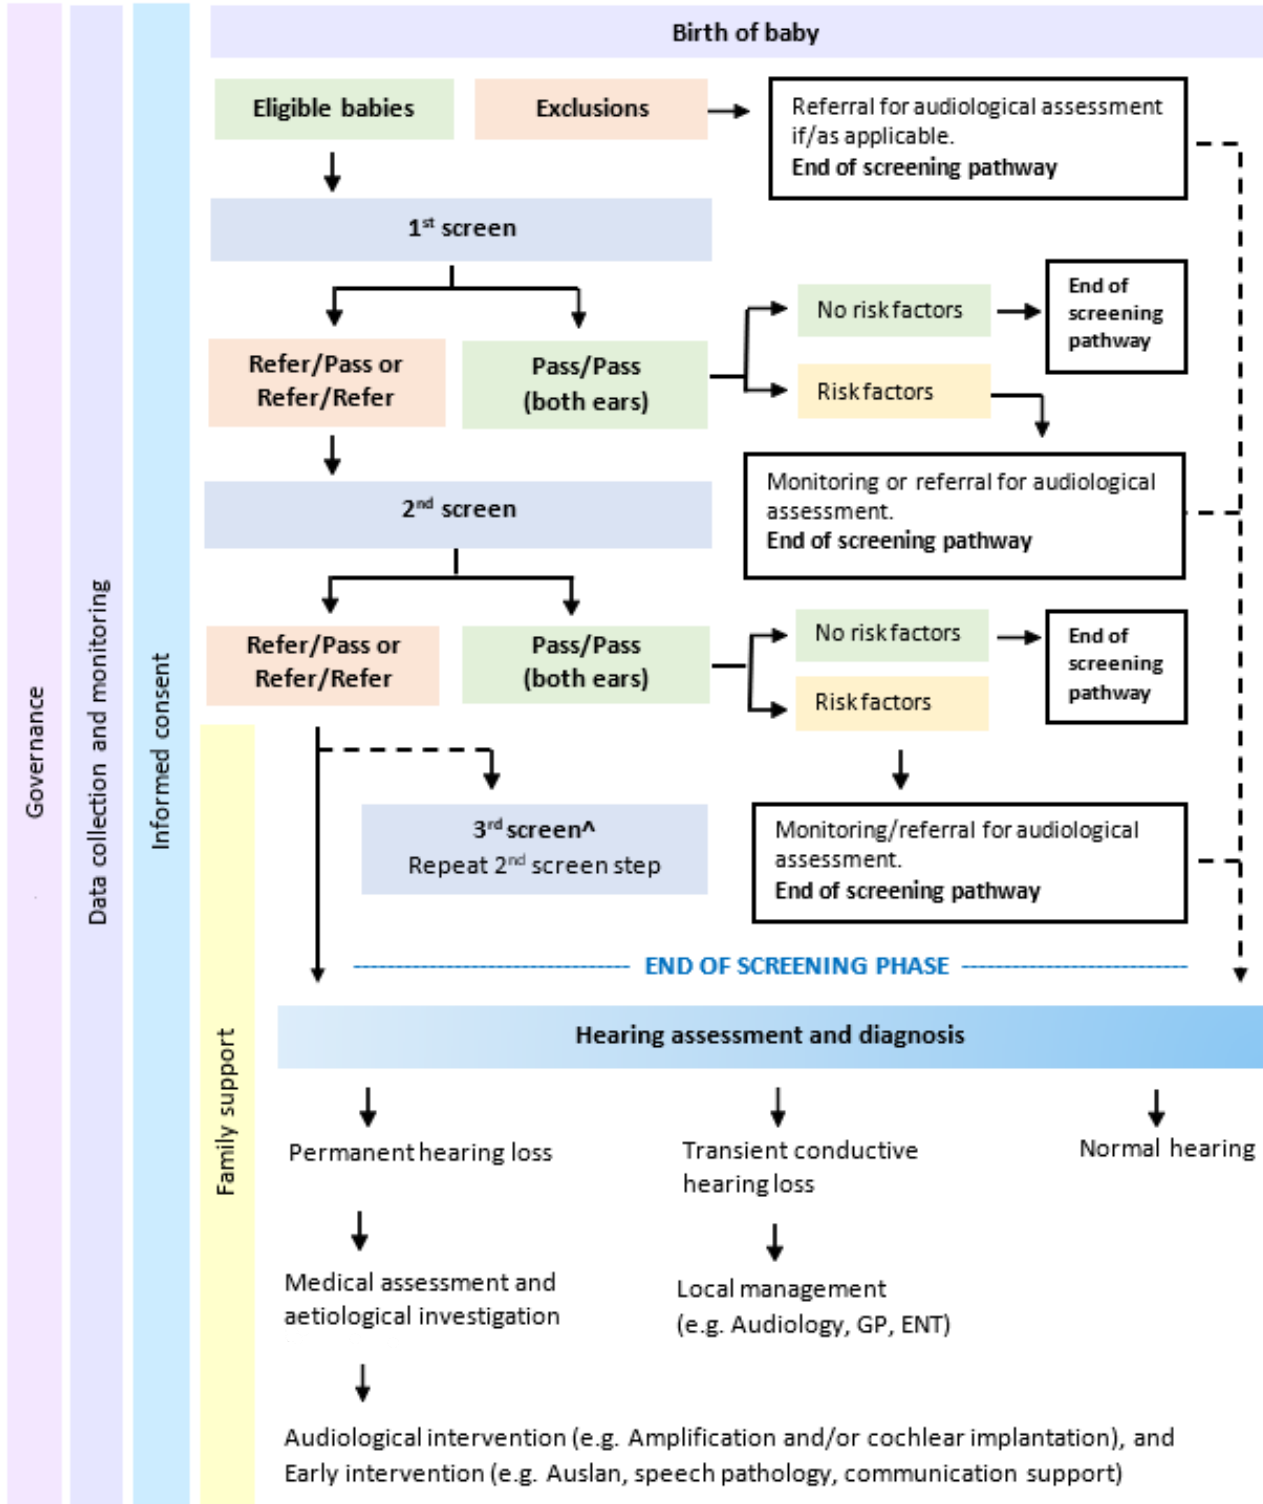 Birth of baby
Eligible babies
Exclusions
Referral for audiological assessment
if/as applicable.
End of screening pathway
1st screen
Refer/Pass or
Refer/Refer
Pass/Pass
(both ears)
No risk factors
Risk factors
End of
screening
pathway
Monitoring or referral for audiological
assessment.
End of screening pathway
2nd screen
Refer/Pass or
Refer/Refer
Pass/Pass
(both ears)
No risk factors
Risk factors
End of
screening
pathway
3rd screen^
Repeat 2nd screen step
Monitoring/referral for audiological
assessment.
End of screening pathway
END OF SCREENING PHASE
Hearing assessment and diagnosis
Permanent hearing loss
Transient conductive
hearing loss
Normal hearing
Medical assessment and
aetiological investigation
Local management
(e.g. Audiology, GP, ENT)
Audiological intervention (e.g. Amplification and/or cochlear implantation), and
Early intervention (e.g. Auslan, speech pathology, communication support)
Governance
Data collection and monitoring
Informed consent
Family support